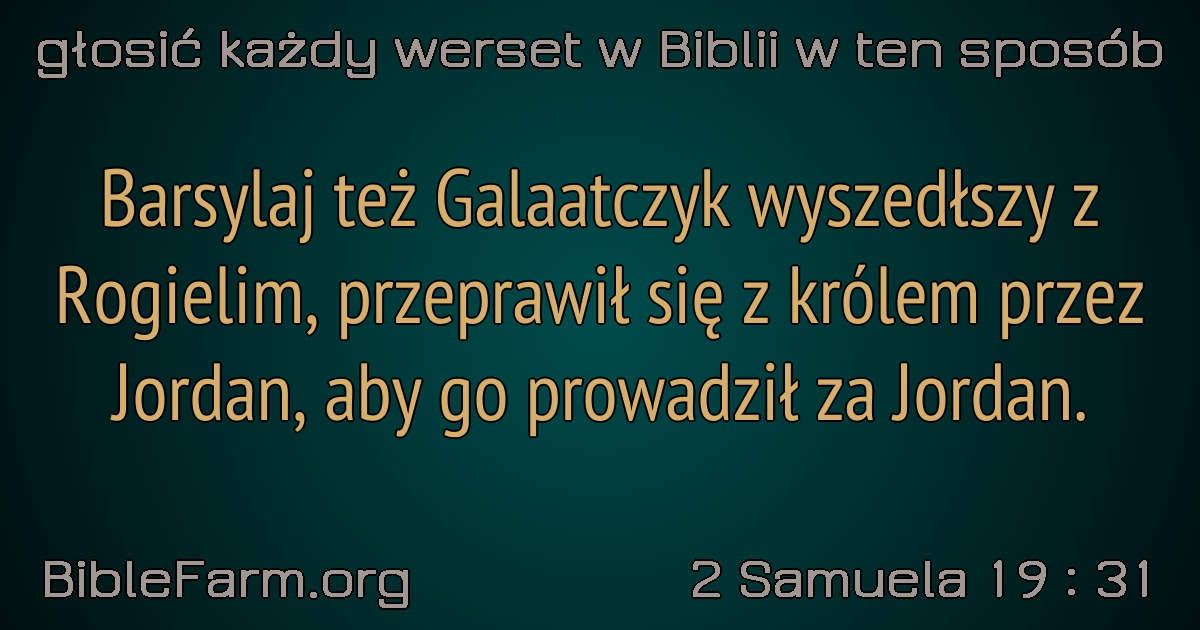 głosić każdy werset w Biblii w ten sposób
Barsylaj też Galaatczyk wyszedłszy z
Rogielim, przeprawił się z królem przez
Jordan, aby go prowadził za Jordan.
BibleFarm.org
2 Samuela 19 : 31